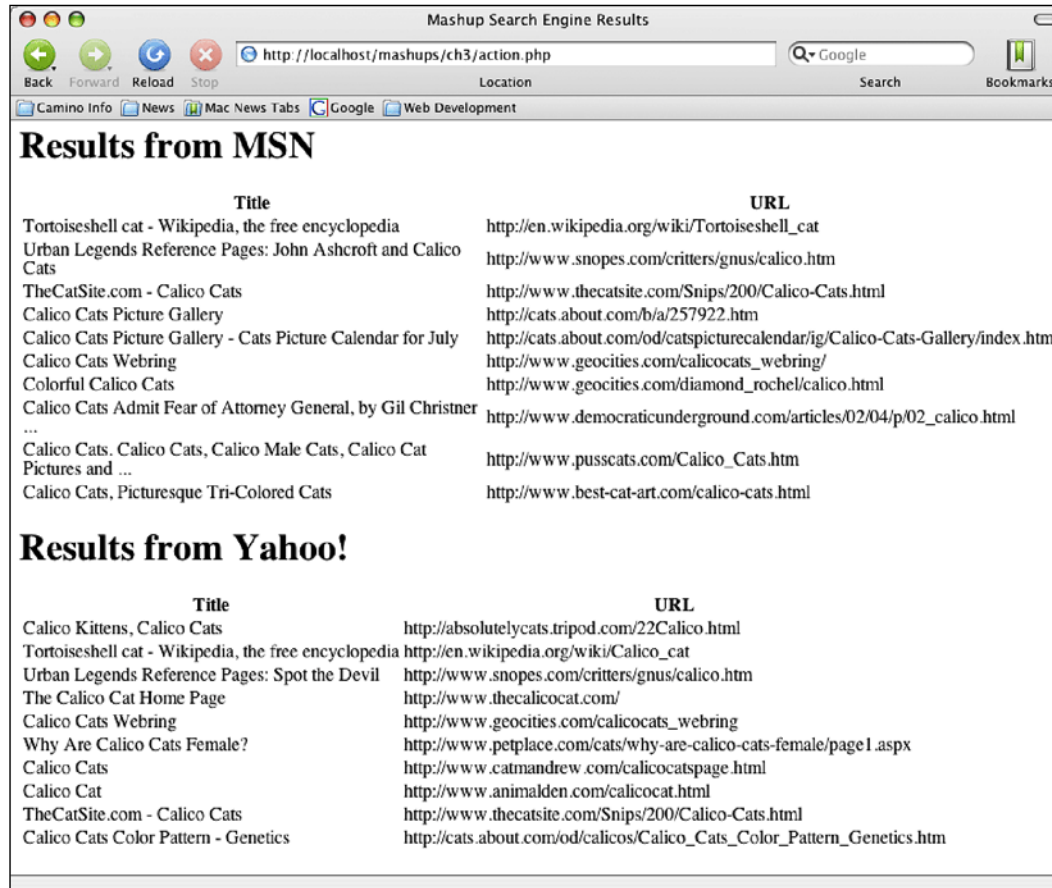 Mashup Search Engine Results
http://localhost/mashups/ch3/action.php
Google
Back Forward Reload Stop Location Search Bookmarks
Camino Info News Mac News Tabs Google Web Development
Results from MSN
Title URL
Tortoiseshell cat - Wikipedia, the free encyclopedia http://en.wikipedia.org/wiki/Tortoiseshell_cat
Urban Legends Reference Pages: John Ashcroft and Calico
Cats http://www.snopes.com/critters/gnus/calico.htm
TheCatSite.com - Calico Cats http://www.thecatsite.com/Snips/200/Calico-Cats.html
Calico Cats Picture Gallery http://cats.about.com/b/a/257922.htm
Calico Cats Picture Gallery - Cats Picture Calendar for July http://cats.about.com/od/catspicturecalendar/ig/Calico-Cats-Gallery/index.htm
Calico Cats Webring http://www.geocities.com/calicocats_webring/
Colorful Calico Cats http://www.geocities.com/diamond_rochel/calico.html
Calico Cats Admit Fear of Attorney General, by Gil Christner
... http://www.democraticunderground.com/articles/02/04/p/02_calico.html
Calico Cats. Calico Cats, Calico Male Cats, Calico Cat
Pictures and ... http://www.pusscats.com/Calico_Cats.htm
Calico Cats, Picturesque Tri-Colored Cats http://www.best-cat-art.com/calico-cats.html
Results from Yahoo!
Title URL
Calico Kittens, Calico Cats http://absolutelycats.tripod.com/22Calico.html
Tortoiseshell cat - Wikipedia, the free encyclopedia http://en.wikipedia.org/wiki/Calico_cat
Urban Legends Reference Pages: Spot the Devil http://www.snopes.com/critters/gnus/calico.htm
The Calico Cat Home Page http://www.thecalicocat.com/
Calico Cats Webring http://www.geocities.com/calicocats_webring
Why Are Calico Cats Female? http://www.petplace.com/cats/why-are-calico-cats-female/page1.aspx
Calico Cats http://www.catmandrew.com/calicocatspage.html
Calico Cat http://www.animalden.com/calicocat.html
TheCatSite.com - Calico Cats http://www.thecatsite.com/Snips/200/Calico-Cats.html
Calico Cats Color Pattern - Genetics http://cats.about.com/od/calicos/Calico_Cats_Color_Pattern_Genetics.htm